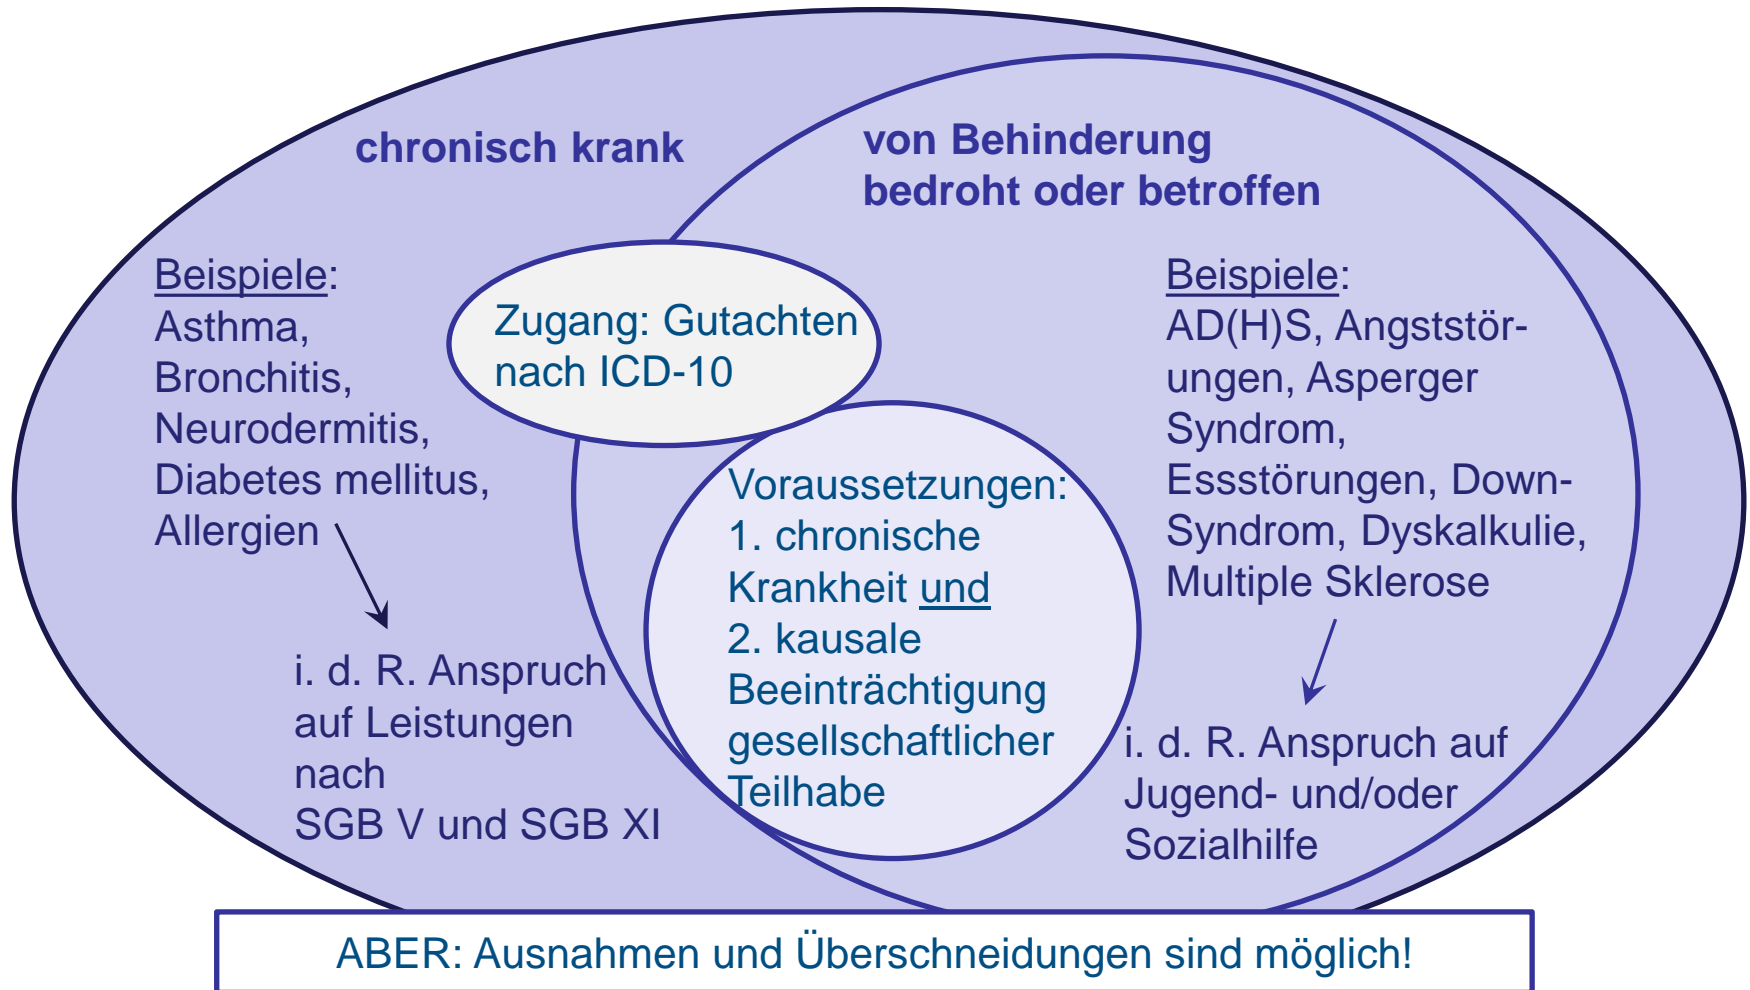 chronisch krank
von Behinderung
bedroht oder betroffen
Beispiele:
Asthma,
Bronchitis,
Neurodermitis,
Diabetes mellitus,
Allergien
i. d. R. Anspruch
auf Leistungen
nach
SGB V und SGB XI
Zugang: Gutachten
nach ICD-10
Voraussetzungen:
1. chronische
Krankheit und
2. kausale
Beeinträchtigung
gesellschaftlicher
Teilhabe
Beispiele:
AD(H)S, Angststör-
ungen, Asperger
Syndrom,
Essstörungen, Down-
Syndrom, Dyskalkulie,
Multiple Sklerose
i. d. R. Anspruch auf
Jugend- und/oder
Sozialhilfe
ABER: Ausnahmen und Überschneidungen sind möglich!